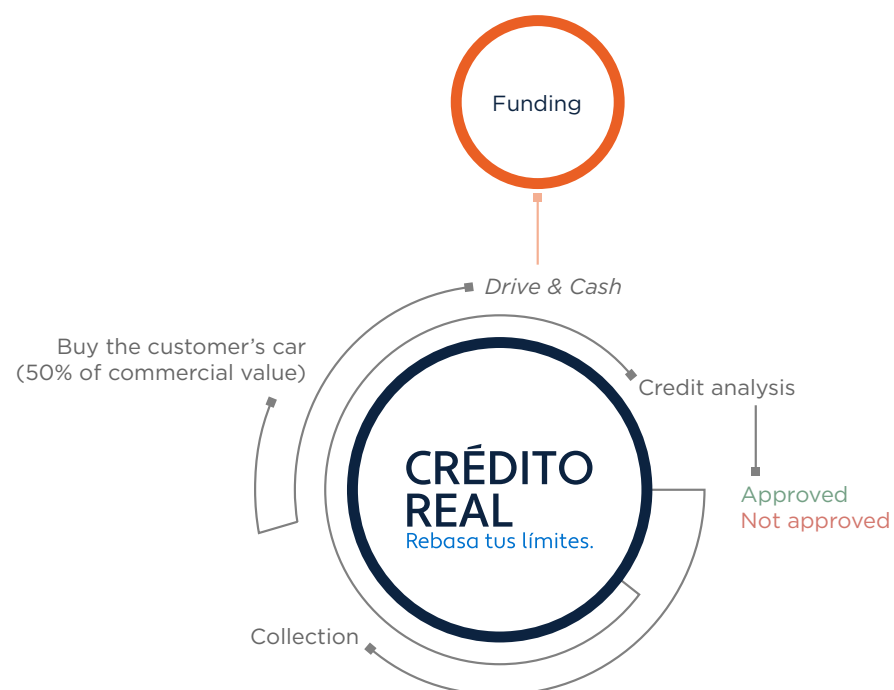 Funding
Drive & Cash
Buy the customer’s car
(50% of commercial value)
Credit analysis
CRÉDITO
REAL
Rebasa tus límites.
Approved
Not approved
Collection